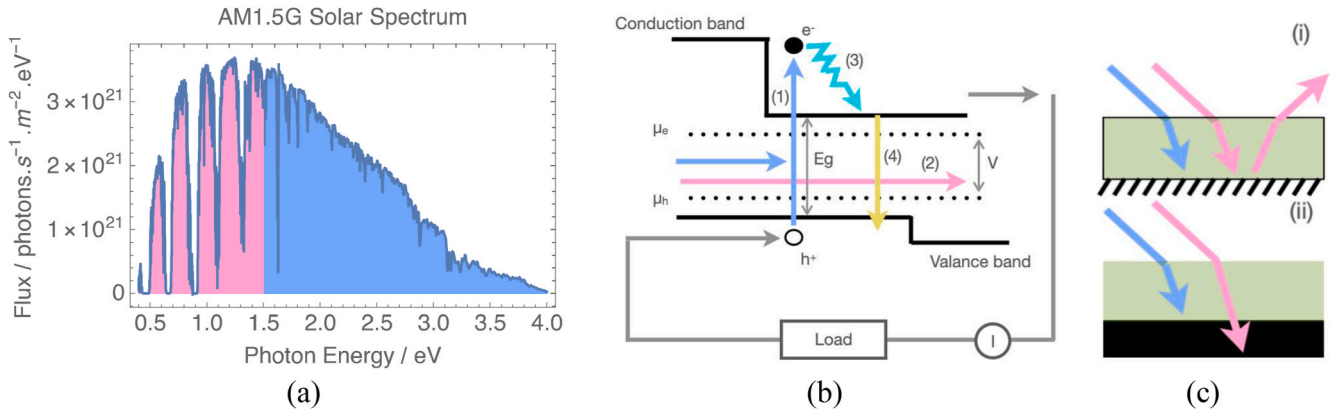 AM1.5G Solar Spectrum
Flux / photons.s⁻¹.m⁻².eV⁻¹
3 × 10²¹
2 × 10²¹
1 × 10²¹
0
0.5 1.0 1.5 2.0 2.5 3.0 3.5 4.0
Photon Energy / eV
(a)
Conduction band
e-
(3)
(1)
μe
Eg
(4)
(2)
V
μh
h+
Valance band
Load
I
(b)
(i)
(ii)
(c)